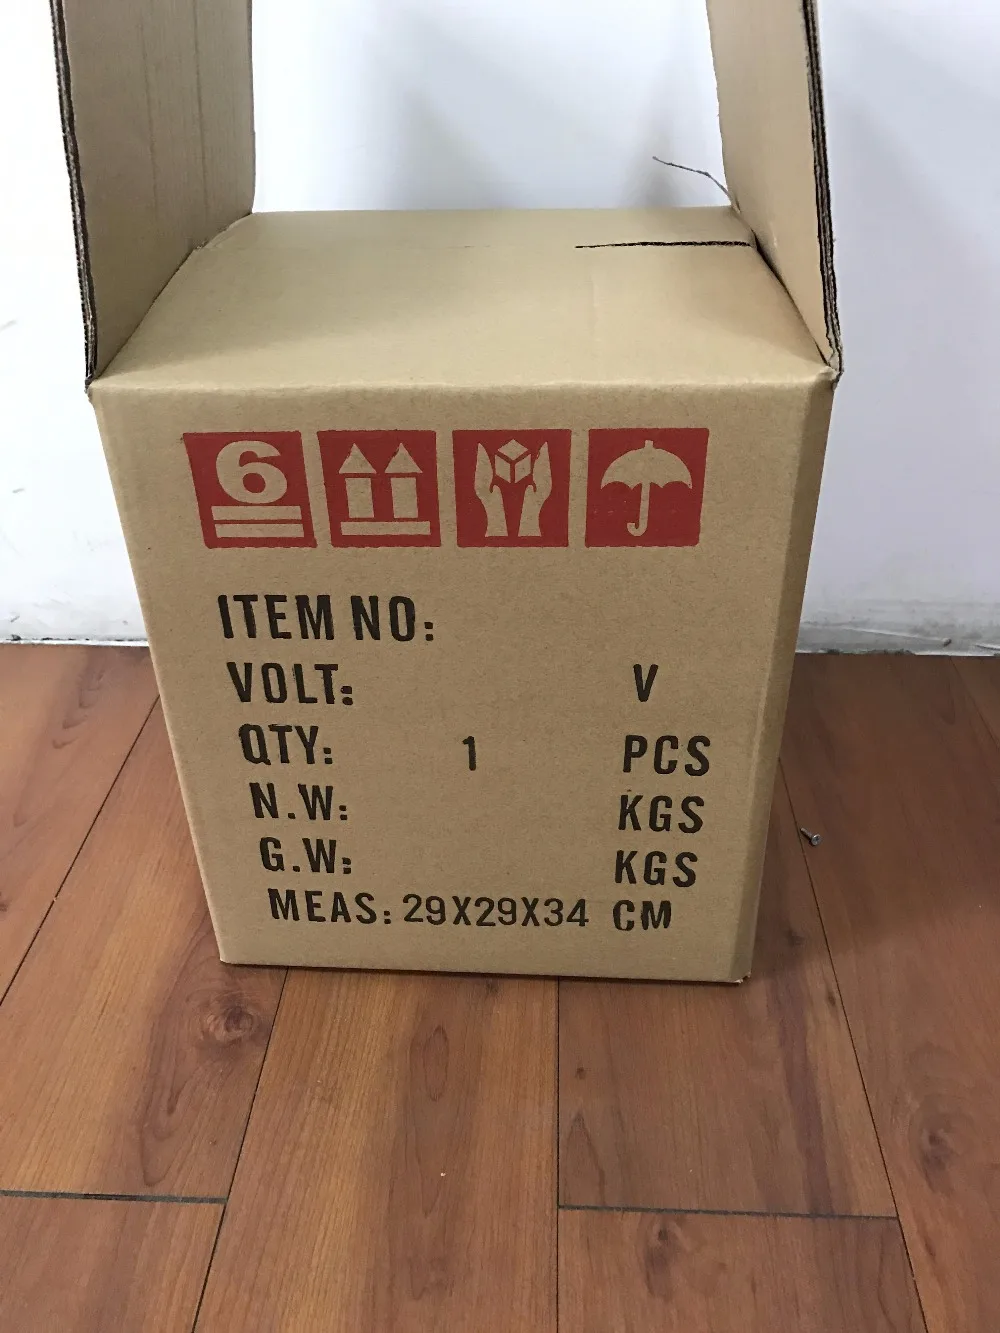 6
ITEM NO:
VOLT: V
QTY: 1 PCS
N.W: KGS
G.W: KGS
MEAS: 29X29X34 CM